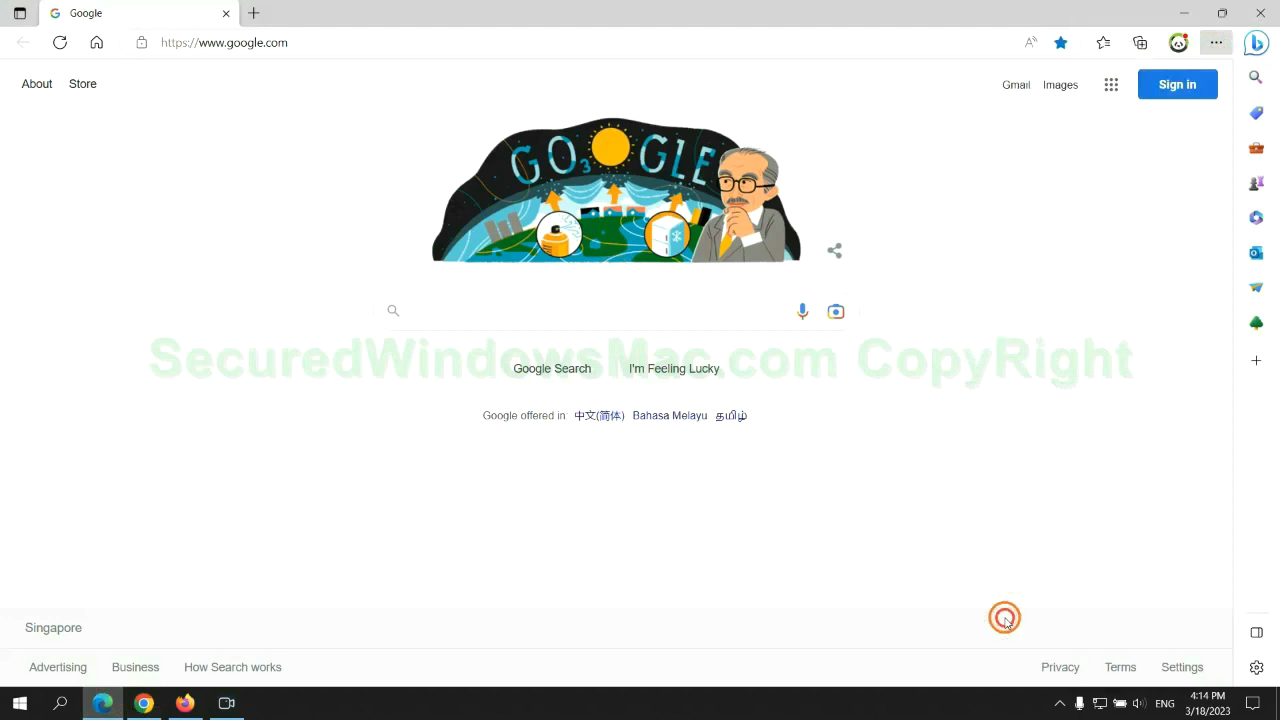 Google
https://www.google.com
About Store
Gmail Images Sign in
GO3GLE
SecuredWindowsMac.com CopyRight
Google Search I'm Feeling Lucky
Google offered in: 中文(简体) Bahasa Melayu தமிழ்
Singapore
Advertising Business How Search works
Privacy Terms Settings
ENG
4:14 PM
3/18/2023